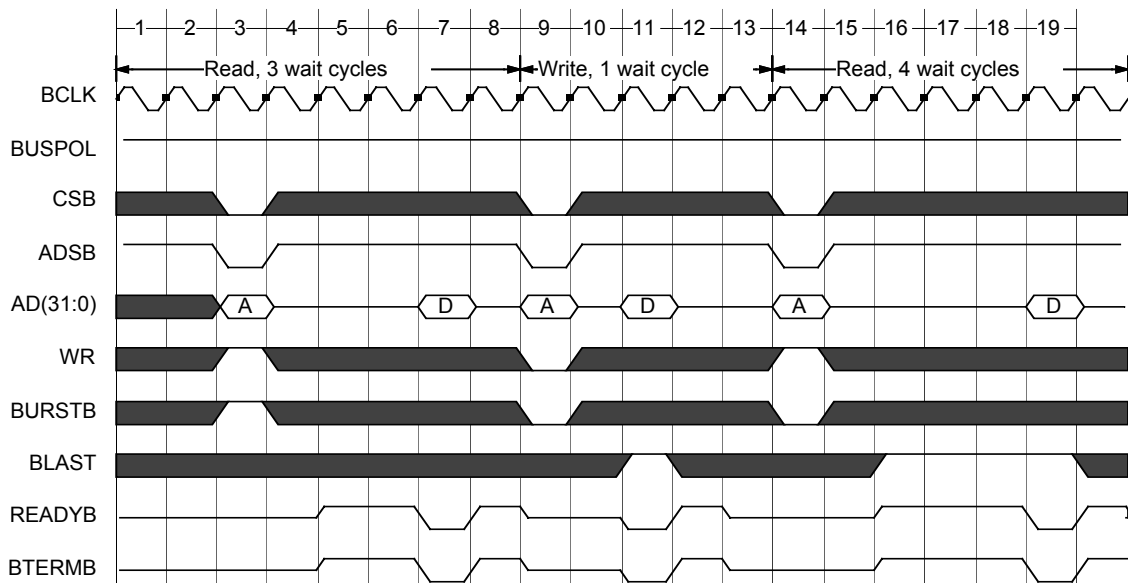 1 2 3 4 5 6 7 8 9 10 11 12 13 14 15 16 17 18 19
Read, 3 wait cycles Write, 1 wait cycle Read, 4 wait cycles
BCLK
BUSPOL
CSB
ADSB
AD(31:0) A D A D A D
WR
BURSTB
BLAST
READYB
BTERMB